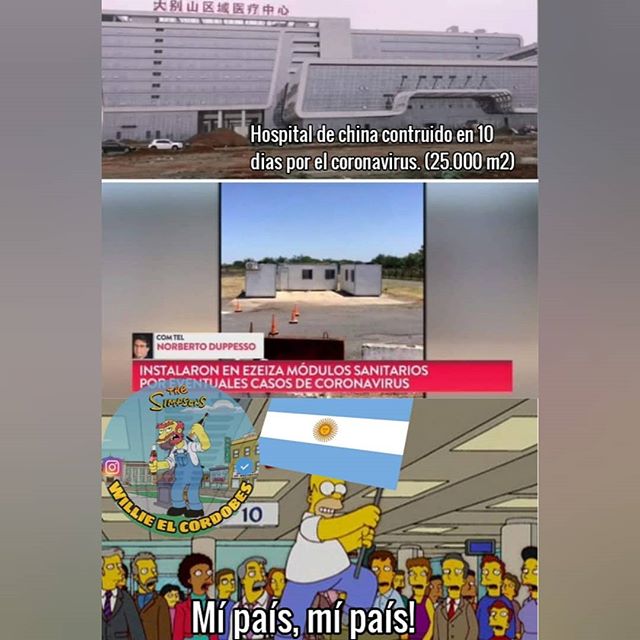 大别山区域医疗中心
Hospital de china contruido en 10
dias por el coronavirus. (25.000 m2)
COM TEL
NORBERTO DUPPESSO
INSTALARON EN EZEIZA MÓDULOS SANITARIOS
POR EVENTUALES CASOS DE CORONAVIRUS
THE
SIMPSONS
WILLIE EL CORDOBES
10
Mí país, mí país!